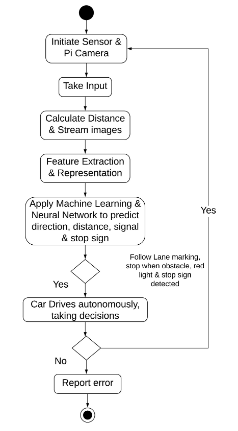 Initiate Sensor &
Pi Camera
Take Input
Calculate Distance
& Stream images
Feature Extraction
& Representation
Apply Machine Learning &
Neural Network to predict
direction, distance, signal
& stop sign
Yes
Follow Lane marking,
stop when obstacle, red
light & stop sign
detected
Yes
Car Drives autonomously,
taking decisions
No
Report error